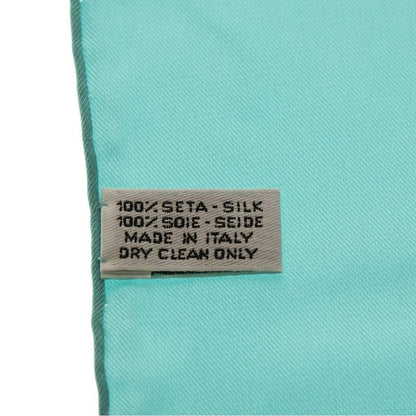 100% SETA - SILK
100% SOIE - SEIDE
MADE IN ITALY
DRY CLEAN ONLY